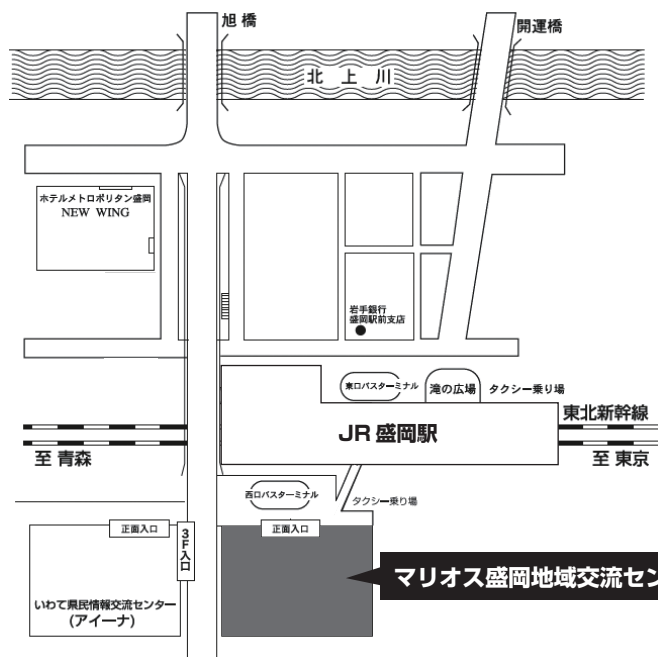 旭橋
開運橋
北上川
ホテルメトロポリタン盛岡
NEW WING
岩手銀行
盛岡駅前支店
東口バスターミナル
滝の広場
タクシー乗り場
東北新幹線
JR 盛岡駅
至 青森
至 東京
西口バスターミナル
タクシー乗り場
正面入口
3F入口
正面入口
マリオス盛岡地域交流セン
いわて県民情報交流センター
(アイーナ)